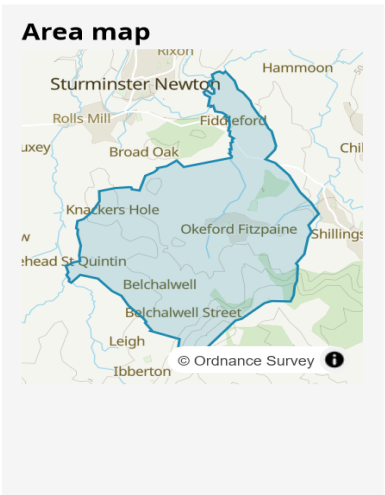 Area map
Rixon
Hammoon
Sturminster Newton
Rolls Mill
Fiddleford
uxey
Broad Oak
Chil
Knackers Hole
Okeford Fitzpaine
Shillings
w
ehead St Quintin
Belchalwell
Belchalwell Street
Leigh
© Ordnance Survey i
Ibberton